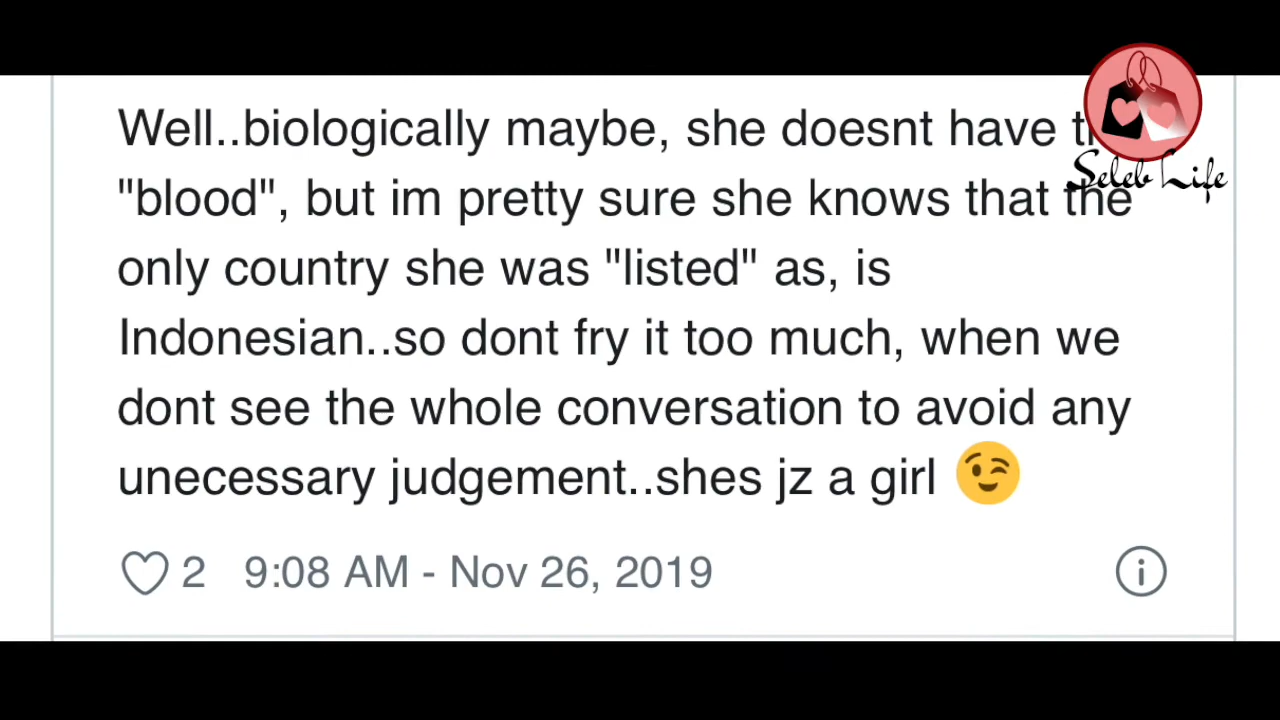 Well..biologically maybe, she doesnt have
"blood", but im pretty sure she knows that the
only country she was "listed" as, is
Indonesian..so dont fry it too much, when we
dont see the whole conversation to avoid any
unecessary judgement..shes jz a girl 😉
2 9:08 AM - Nov 26, 2019
Seleb Life